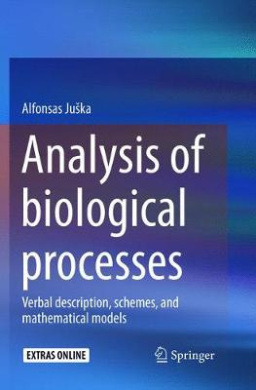 Alfonsas Juška
Analysis of
biological
processes
Verbal description, schemes, and
mathematical models
EXTRAS ONLINE
Springer